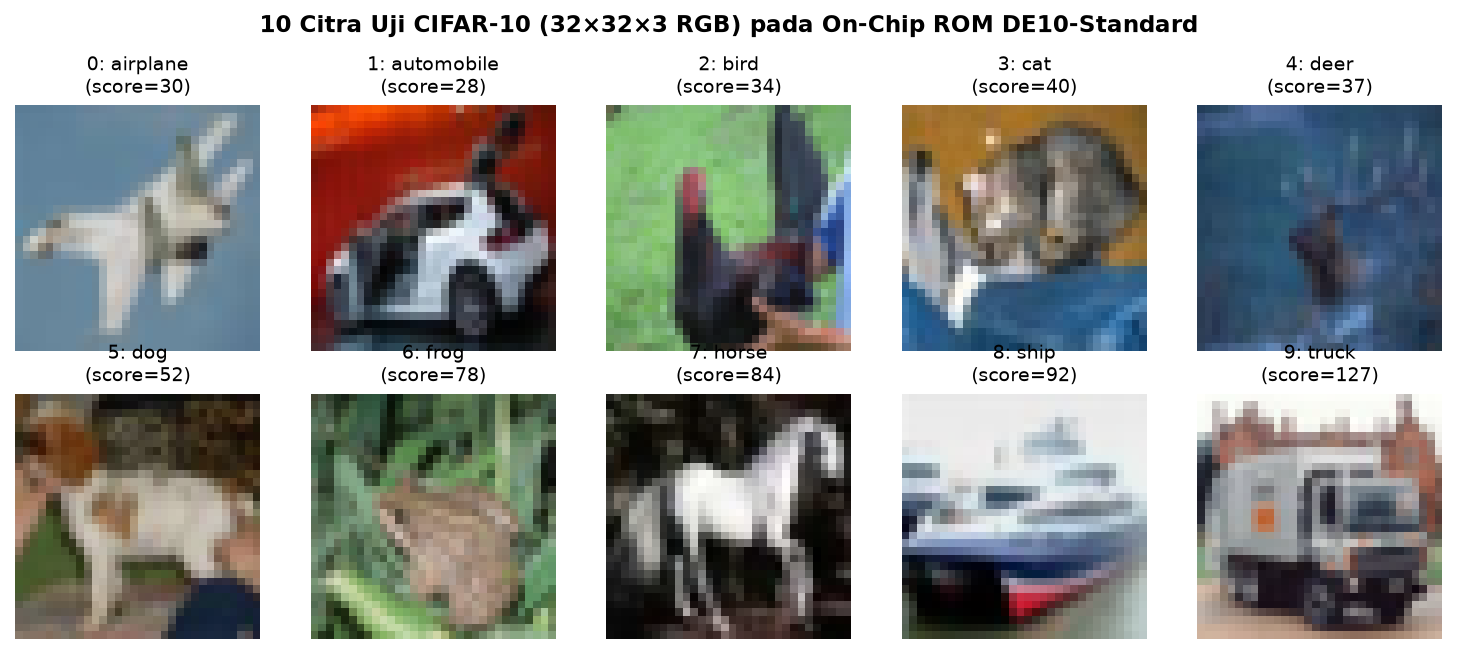 10 Citra Uji CIFAR-10 (32×32×3 RGB) pada On-Chip ROM DE10-Standard
0: airplane
(score=30)
1: automobile
(score=28)
2: bird
(score=34)
3: cat
(score=40)
4: deer
(score=37)
5: dog
(score=52)
6: frog
(score=78)
7: horse
(score=84)
8: ship
(score=92)
9: truck
(score=127)